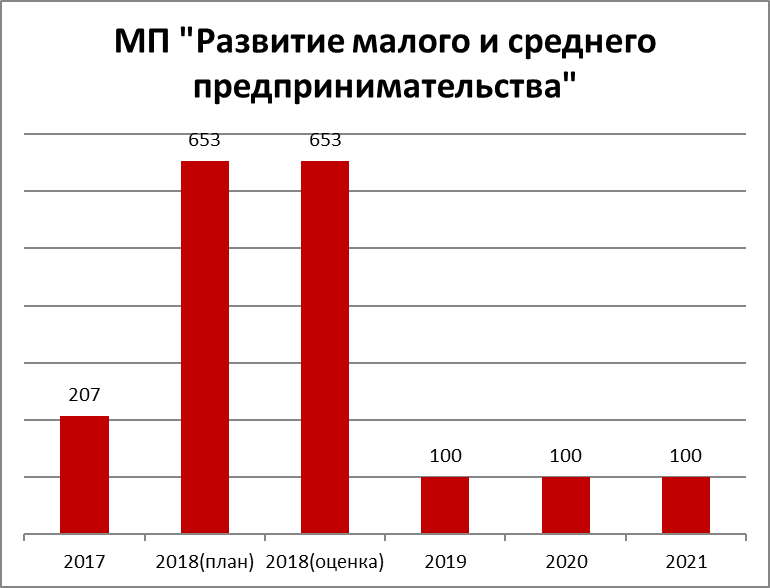 МП "Развитие малого и среднего
предпринимательства"
653 653
207
100 100 100
2017 2018(план) 2018(оценка) 2019 2020 2021